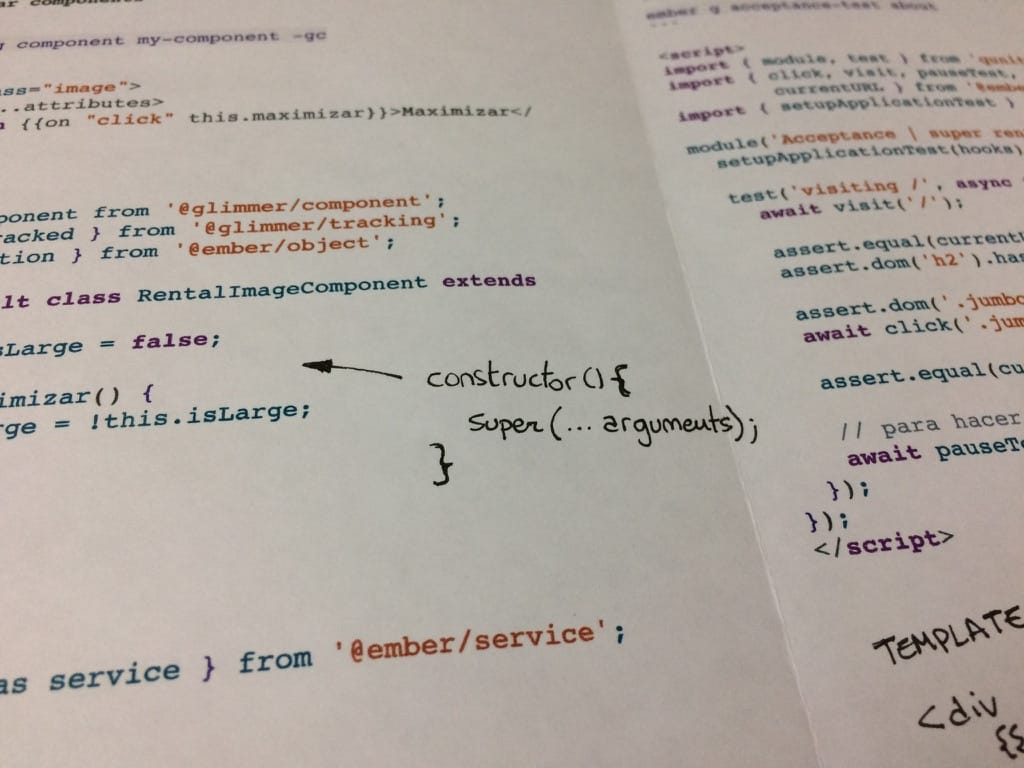 component my-component -gc
ss="image">
..attributes>
{{on "click" this.maximizar}}>Maximizar</
ponent from '@glimmer/component';
racked } from '@glimmer/tracking';
tion } from '@ember/object';
lt class RentalImageComponent extends
sLarge = false;
imizar() {
rge = !this.isLarge;
constructor(){
super(... arguments);
}
as service } from '@ember/service';
ember g acceptance-test about
<script>
import { module, test } from 'qunit
import { click, visit, pauseTest,
currentURL } from '@ember
import { setupApplicationTest }
module('Acceptance | super ren
setupApplicationTest(hooks)
test('visiting /', async
await visit('/');
assert.equal(currentU
assert.dom('h2').has
assert.dom('.jumbo
await click('.jum
assert.equal(cu
// para hacer
await pauseTe
});
});
</script>
TEMPLATE
<div
{{